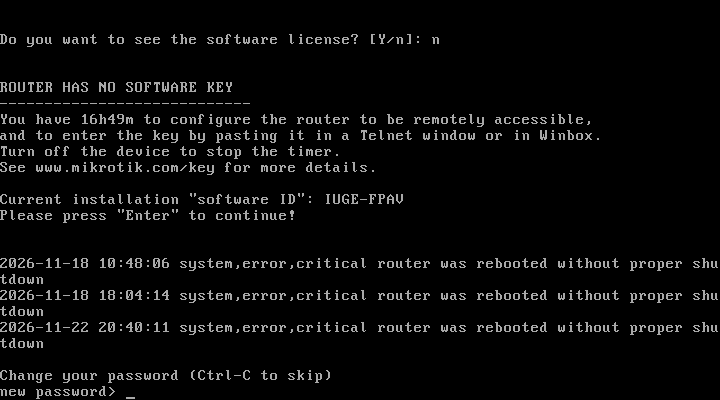 Do you want to see the software license? [Y/n]: n
ROUTER HAS NO SOFTWARE KEY
----------------------------
You have 16h49m to configure the router to be remotely accessible,
and to enter the key by pasting it in a Telnet window or in Winbox.
Turn off the device to stop the timer.
See www.mikrotik.com/key for more details.
Current installation "software ID": IUGE-FPAV
Please press "Enter" to continue!
2026-11-18 10:48:06 system,error,critical router was rebooted without proper shu
tdown
2026-11-18 18:04:14 system,error,critical router was rebooted without proper shu
tdown
2026-11-22 20:40:11 system,error,critical router was rebooted without proper shu
tdown
Change your password (Ctrl-C to skip)
new password> _